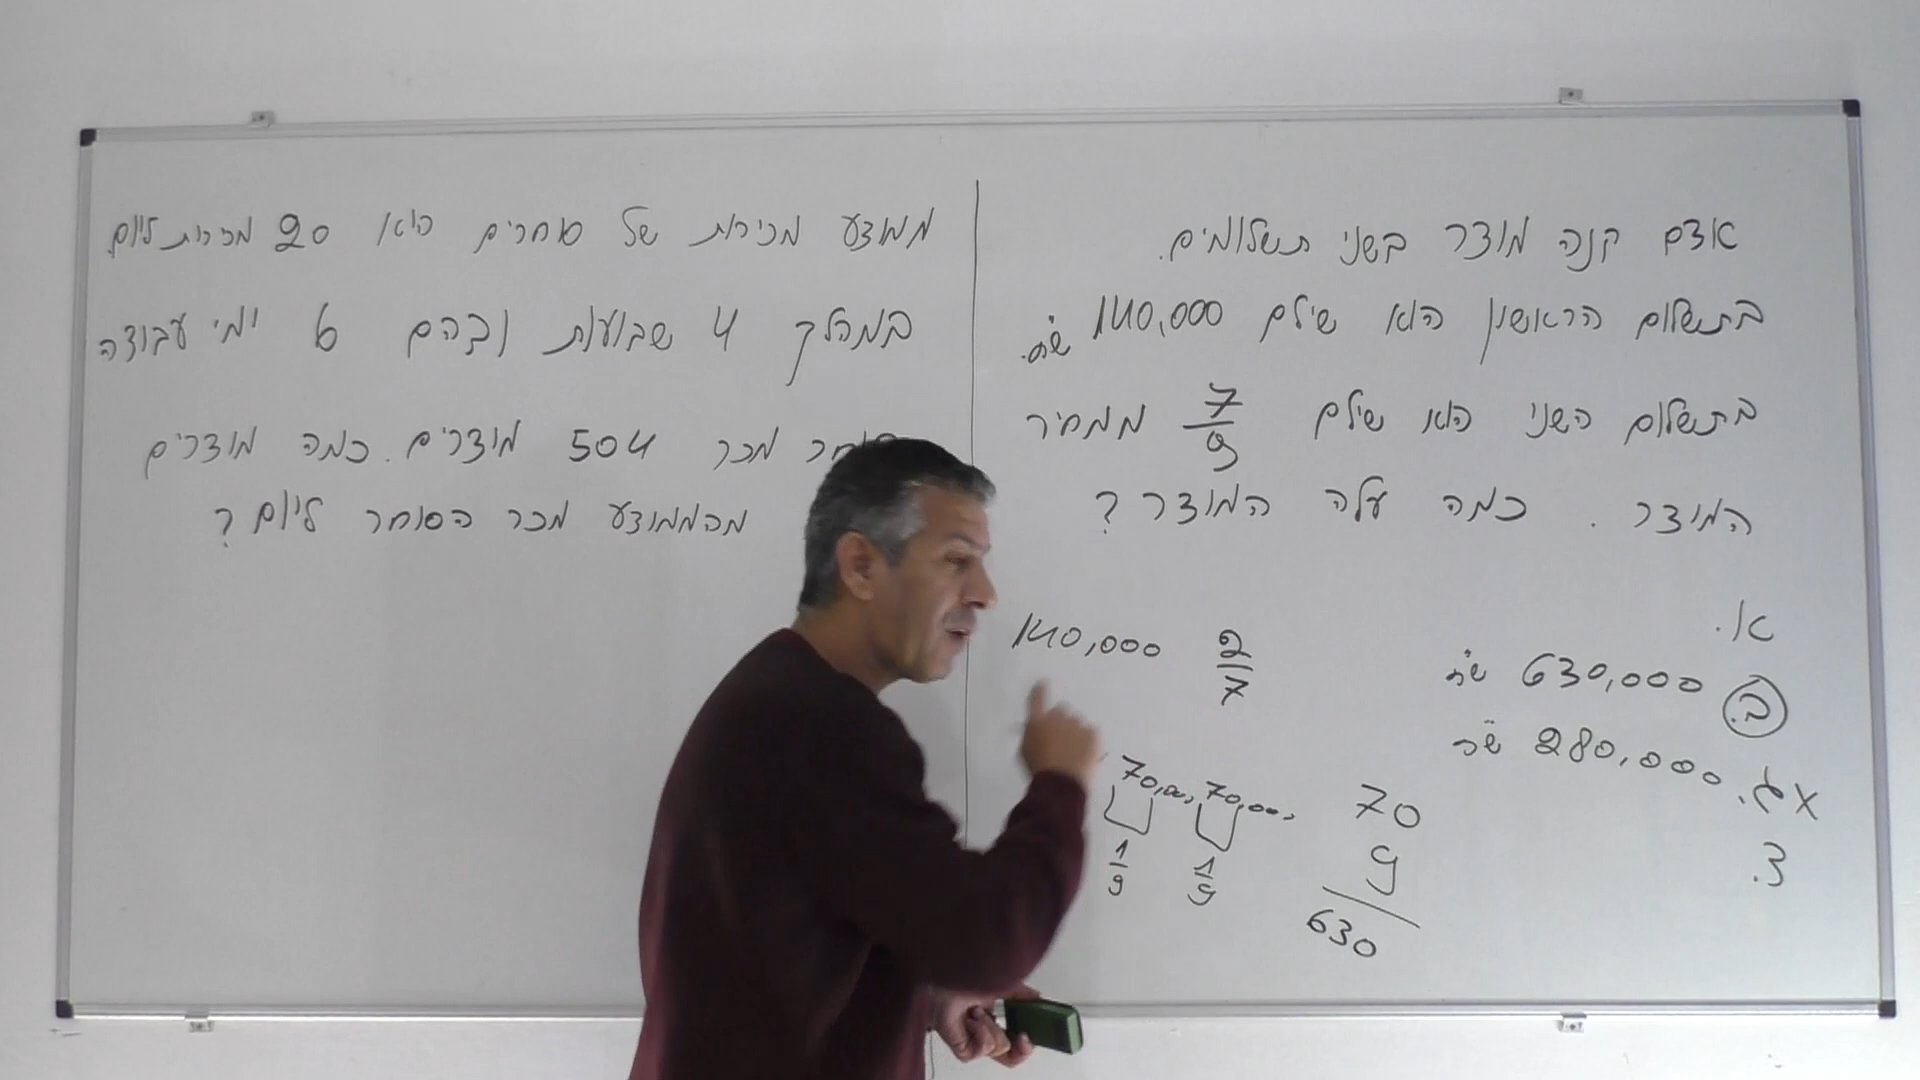 אדם קנה מוצר בשני תשלומים.
בתשלום הראשון הוא שילם 140,000 ש"ח.
בתשלום השני הוא שילם 7/9 ממחיר
המוצר. כמה עלה המוצר?
א.
ב. 630,000 ש"ח
ג. 280,000 ש"ח X
ד.
140,000 2/7
70,000, 70,000,
1/9 1/9
70
9
630
ממוצע מכירות של סוחרים הוא 20 מכירות ליום.
במהלך 4 שבועות ובהם 6 ימי עבודה
מכר 504 מוצרים. כמה מוצרים
מהממוצע מכר הסוחר ליום?